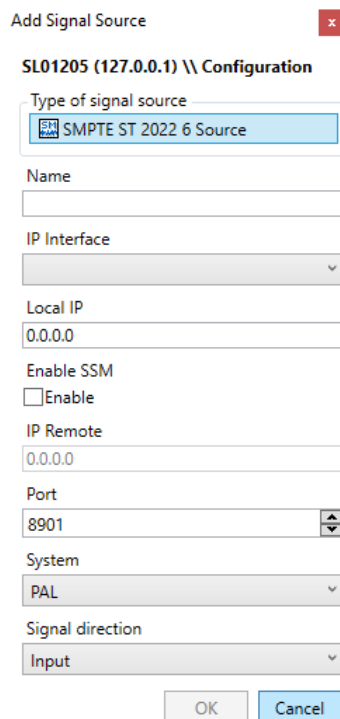 Add Signal Source
x
SL01205 (127.0.0.1) \\ Configuration
Type of signal source
SMPTE ST 2022 6 Source
Name
IP Interface
Local IP
0.0.0.0
Enable SSM
Enable
IP Remote
0.0.0.0
Port
8901
System
PAL
Signal direction
Input
OK Cancel